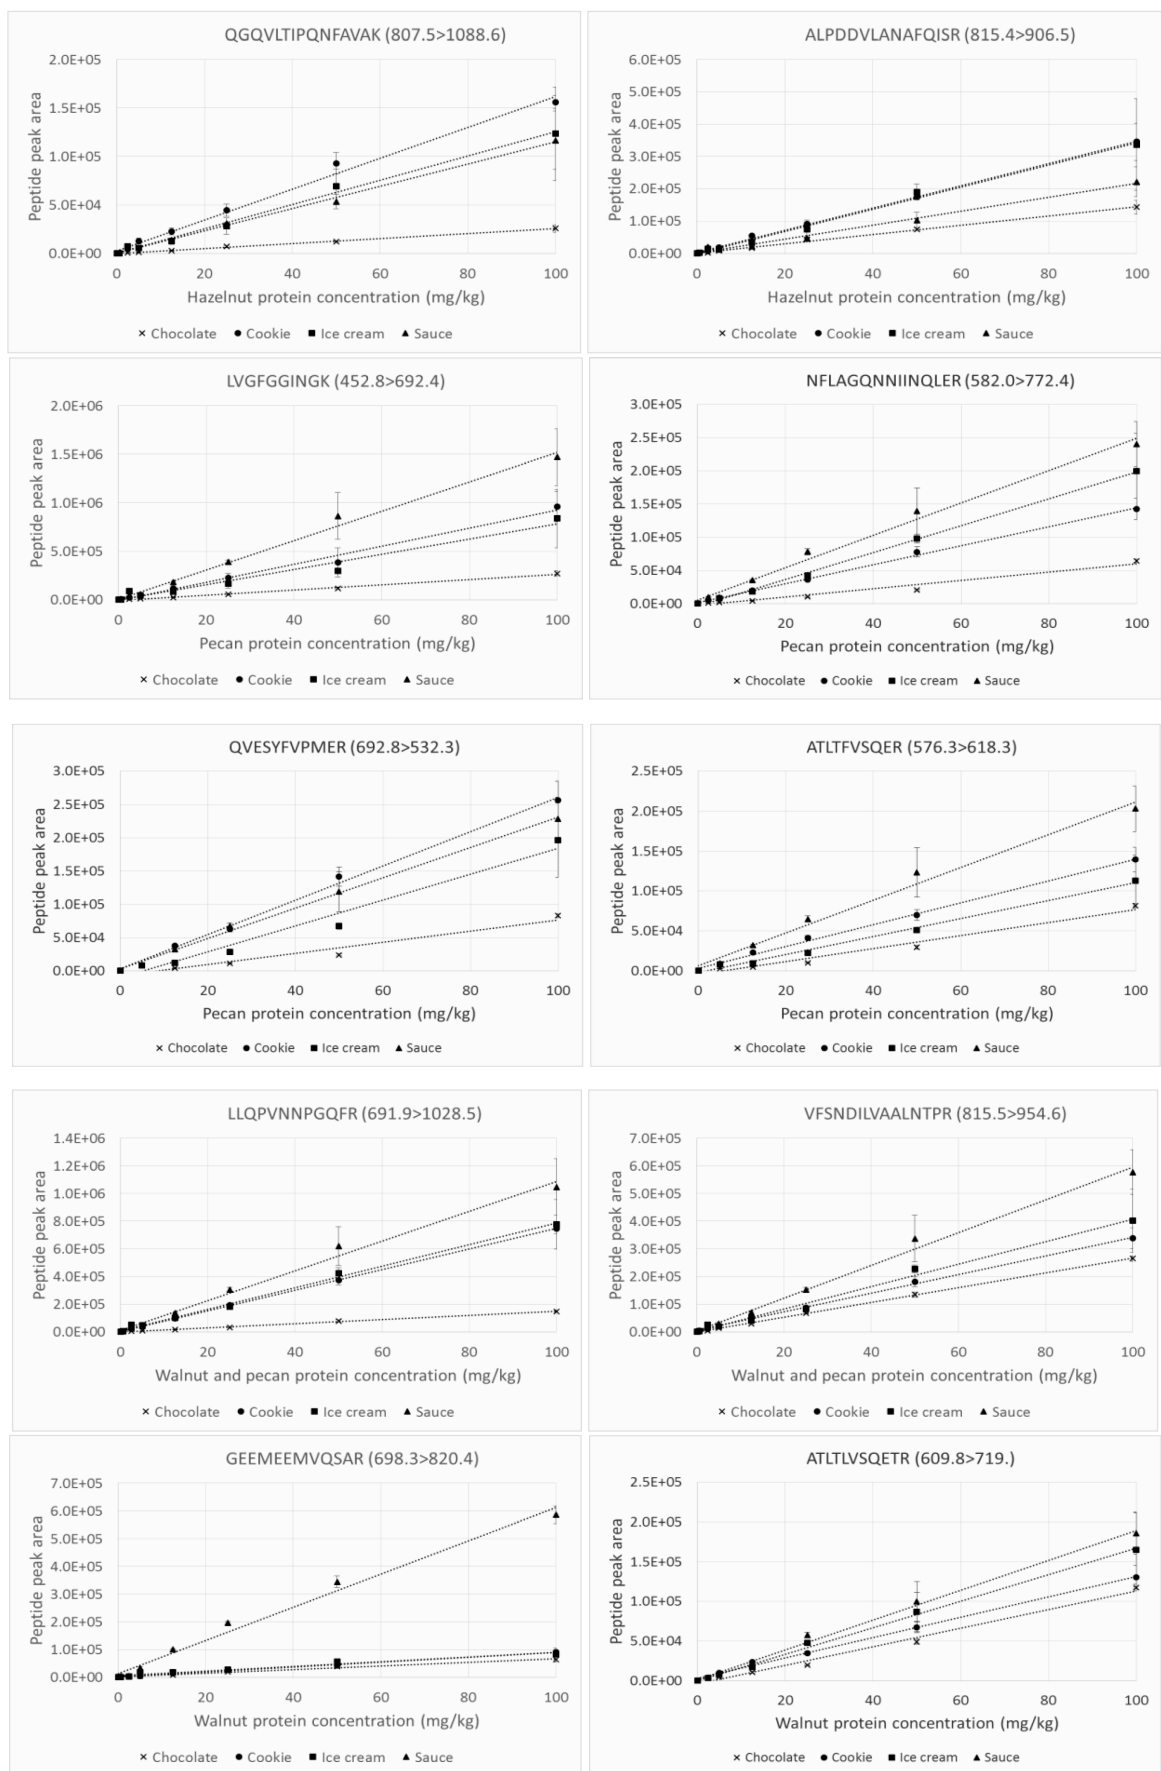 QGQVLTIPQNFAVAK (807.5>1088.6)
Peptide peak area
2.0E+05
1.5E+05
1.0E+05
5.0E+04
0.0E+00
0 20 40 60 80 100
Hazelnut protein concentration (mg/kg)
× Chocolate ● Cookie ■ Ice cream ▲ Sauce
ALPDDVLANAFQISR (815.4>906.5)
Peptide peak area
6.0E+05
5.0E+05
4.0E+05
3.0E+05
2.0E+05
1.0E+05
0.0E+00
0 20 40 60 80 100
Hazelnut protein concentration (mg/kg)
× Chocolate ● Cookie ■ Ice cream ▲ Sauce
LVGFGGINGK (452.8>692.4)
Peptide peak area
2.0E+06
1.5E+06
1.0E+06
5.0E+05
0.0E+00
0 20 40 60 80 100
Pecan protein concentration (mg/kg)
× Chocolate ● Cookie ■ Ice cream ▲ Sauce
NFLAGQNNIINQLER (582.0>772.4)
Peptide peak area
3.0E+05
2.5E+05
2.0E+05
1.5E+05
1.0E+05
5.0E+04
0.0E+00
0 20 40 60 80 100
Pecan protein concentration (mg/kg)
× Chocolate ● Cookie ■ Ice cream ▲ Sauce
QVESYFVPMER (692.8>532.3)
Peptide peak area
3.0E+05
2.5E+05
2.0E+05
1.5E+05
1.0E+05
5.0E+04
0.0E+00
0 20 40 60 80 100
Pecan protein concentration (mg/kg)
× Chocolate ● Cookie ■ Ice cream ▲ Sauce
ATLTFVSQER (576.3>618.3)
Peptide peak area
2.5E+05
2.0E+05
1.5E+05
1.0E+05
5.0E+04
0.0E+00
0 20 40 60 80 100
Pecan protein concentration (mg/kg)
× Chocolate ● Cookie ■ Ice cream ▲ Sauce
LLQPVNNPGQFR (691.9>1028.5)
Peptide peak area
1.4E+06
1.2E+06
1.0E+06
8.0E+05
6.0E+05
4.0E+05
2.0E+05
0.0E+00
0 20 40 60 80 100
Walnut and pecan protein concentration (mg/kg)
× Chocolate ● Cookie ■ Ice cream ▲ Sauce
VFSNDILVAALNTPR (815.5>954.6)
Peptide peak area
7.0E+05
6.0E+05
5.0E+05
4.0E+05
3.0E+05
2.0E+05
1.0E+05
0.0E+00
0 20 40 60 80 100
Walnut and pecan protein concentration (mg/kg)
× Chocolate ● Cookie ■ Ice cream ▲ Sauce
GEEMEEMVQSAR (698.3>820.4)
Peptide peak area
7.0E+05
6.0E+05
5.0E+05
4.0E+05
3.0E+05
2.0E+05
1.0E+05
0.0E+00
0 20 40 60 80 100
Walnut protein concentration (mg/kg)
× Chocolate ● Cookie ■ Ice cream ▲ Sauce
ATLTLVSQETR (609.8>719.)
Peptide peak area
2.5E+05
2.0E+05
1.5E+05
1.0E+05
5.0E+04
0.0E+00
0 20 40 60 80 100
Walnut protein concentration (mg/kg)
× Chocolate ● Cookie ■ Ice cream ▲ Sauce